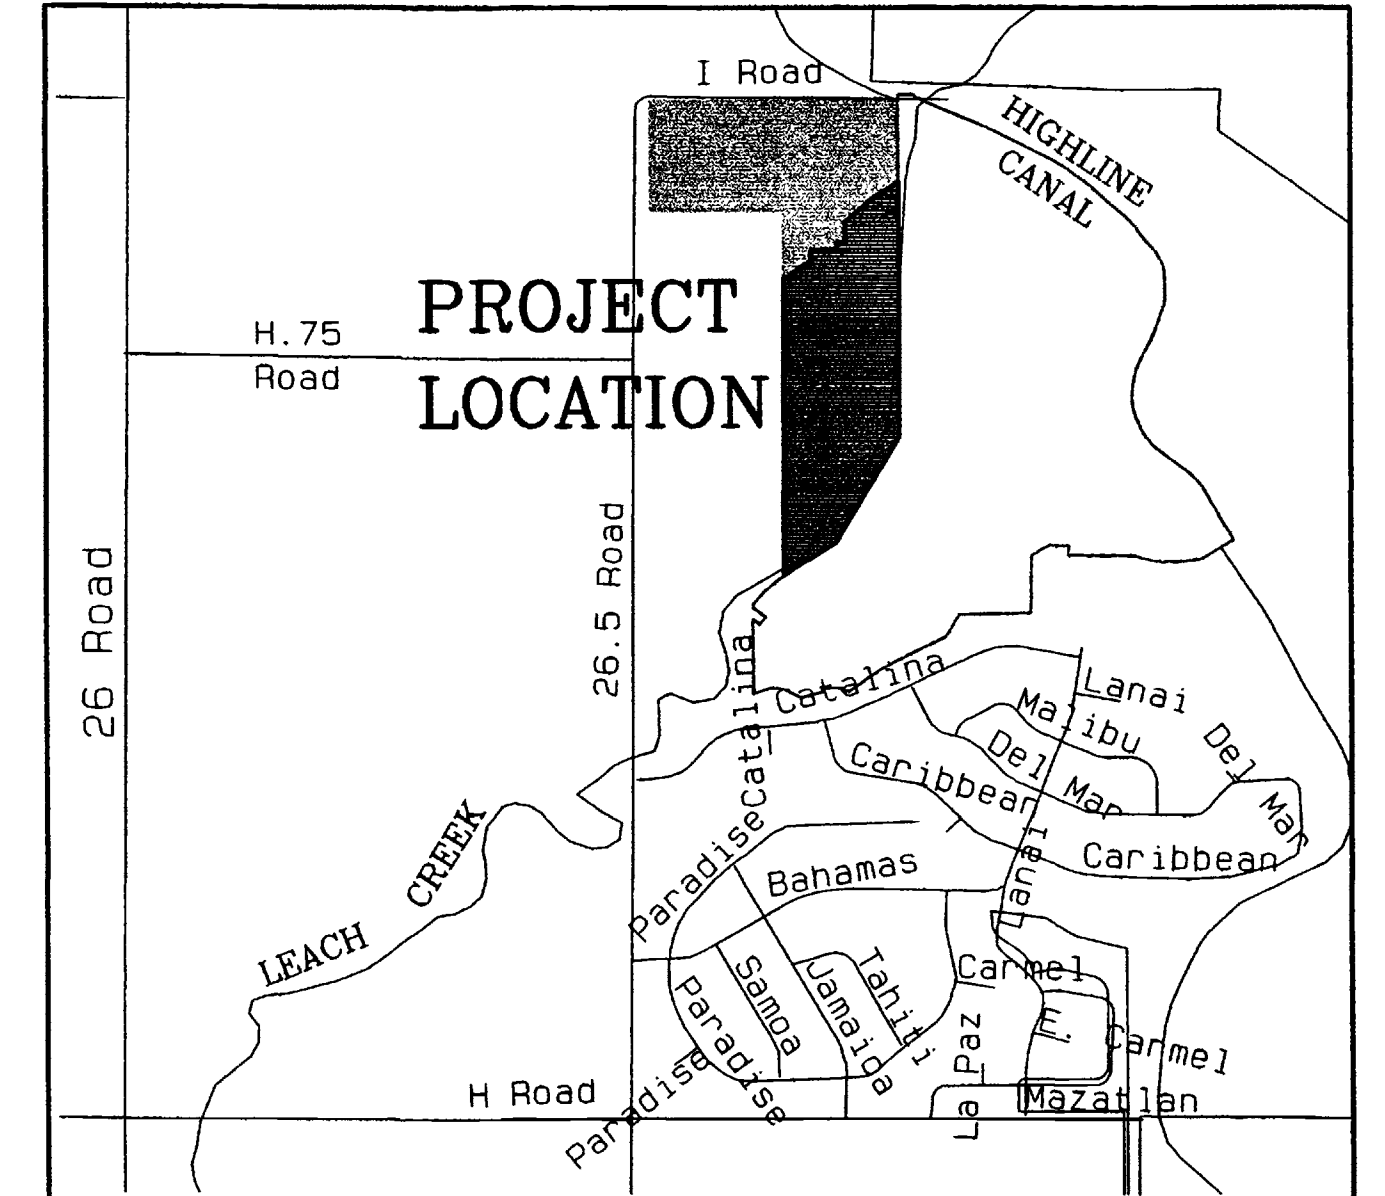 I Road
HIGHLINE
CANAL
PROJECT
LOCATION
H.75
Road
26 Road
26.5 Road
Catalina
Catalina
Lanai
Malibu
Del Mar
Del Mar
Caribbean
Caribbean
Lanai
Paradise
Bahamas
LEACH CREEK
Samoa
Jamaica
Tahiti
Carmel
E. Carmel
La Paz
Mazatlan
Paradise
Paradise
H Road